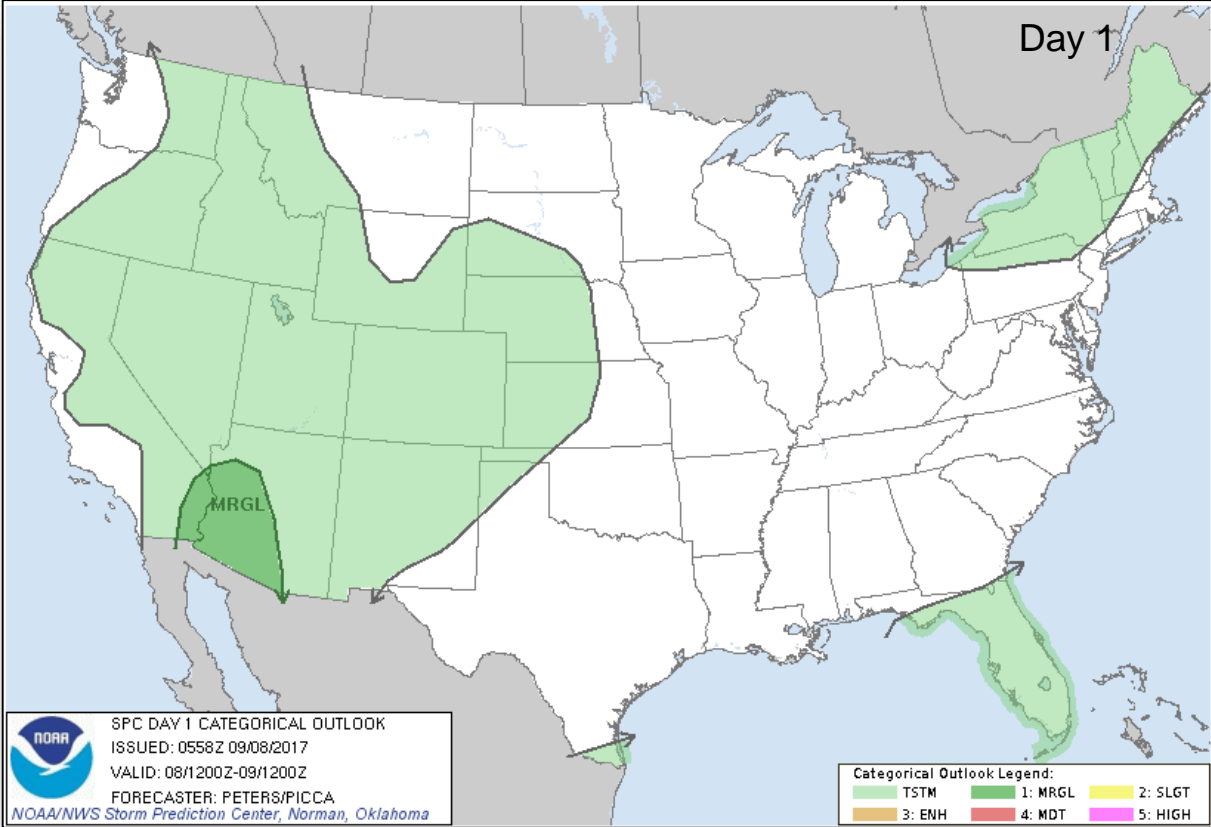 Day 1
MRGL
NOAA
SPC DAY 1 CATEGORICAL OUTLOOK
ISSUED: 0558Z 09/08/2017
VALID: 08/1200Z-09/1200Z
FORECASTER: PETERS/PICCA
NOAA/NWS Storm Prediction Center, Norman, Oklahoma
Categorical Outlook Legend:
TSTM 1: MRGL 2: SLGT
3: ENH 4: MDT 5: HIGH